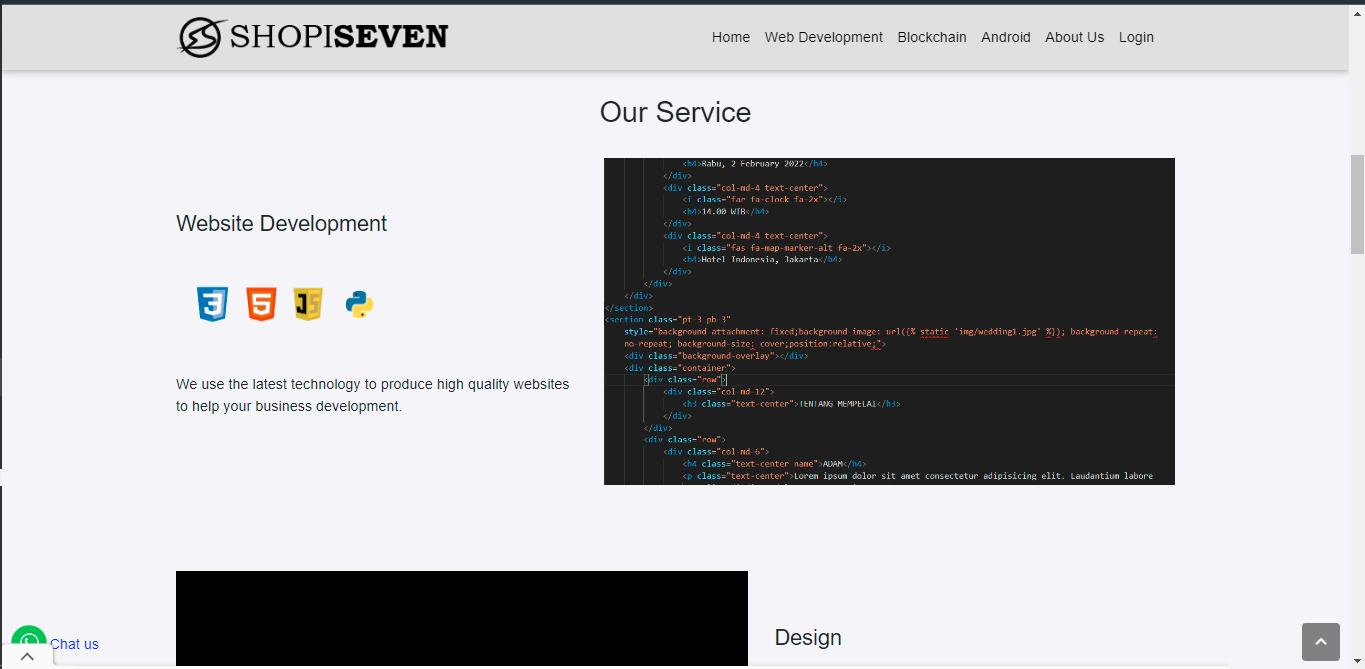 SHOPISEVEN
Home Web Development Blockchain Android About Us Login
Our Service
Website Development
3 5 JS
We use the latest technology to produce high quality websites
to help your business development.
<h4>Rabu, 2 February 2022</h4>
</div>
<div class="col-md-4 text-center">
<i class="far fa-clock fa-2x"></i>
<h4>14.00 WIB</h4>
</div>
<div class="col-md-4 text-center">
<i class="fas fa-map-marker-alt fa-2x"></i>
<h4>Hotel Indonesia, Jakarta</h4>
</div>
</div>
</div>
</section>
<section class="pt-3 pb-3"
style="background-attachment: fixed;background-image: url({% static 'img/wedding1.jpg' %}); background-repeat:
no-repeat; background-size: cover;position:relative;">
<div class="background-overlay"></div>
<div class="container">
<div class="row">
<div class="col-md-12">
<h3 class="text-center">TENTANG MEMPELAI</h3>
</div>
</div>
<div class="row">
<div class="col-md-6">
<h4 class="text-center name">ADAM</h4>
<p class="text-center">Lorem ipsum dolor sit amet consectetur adipisicing elit. Laudantium labore
Design
Chat us